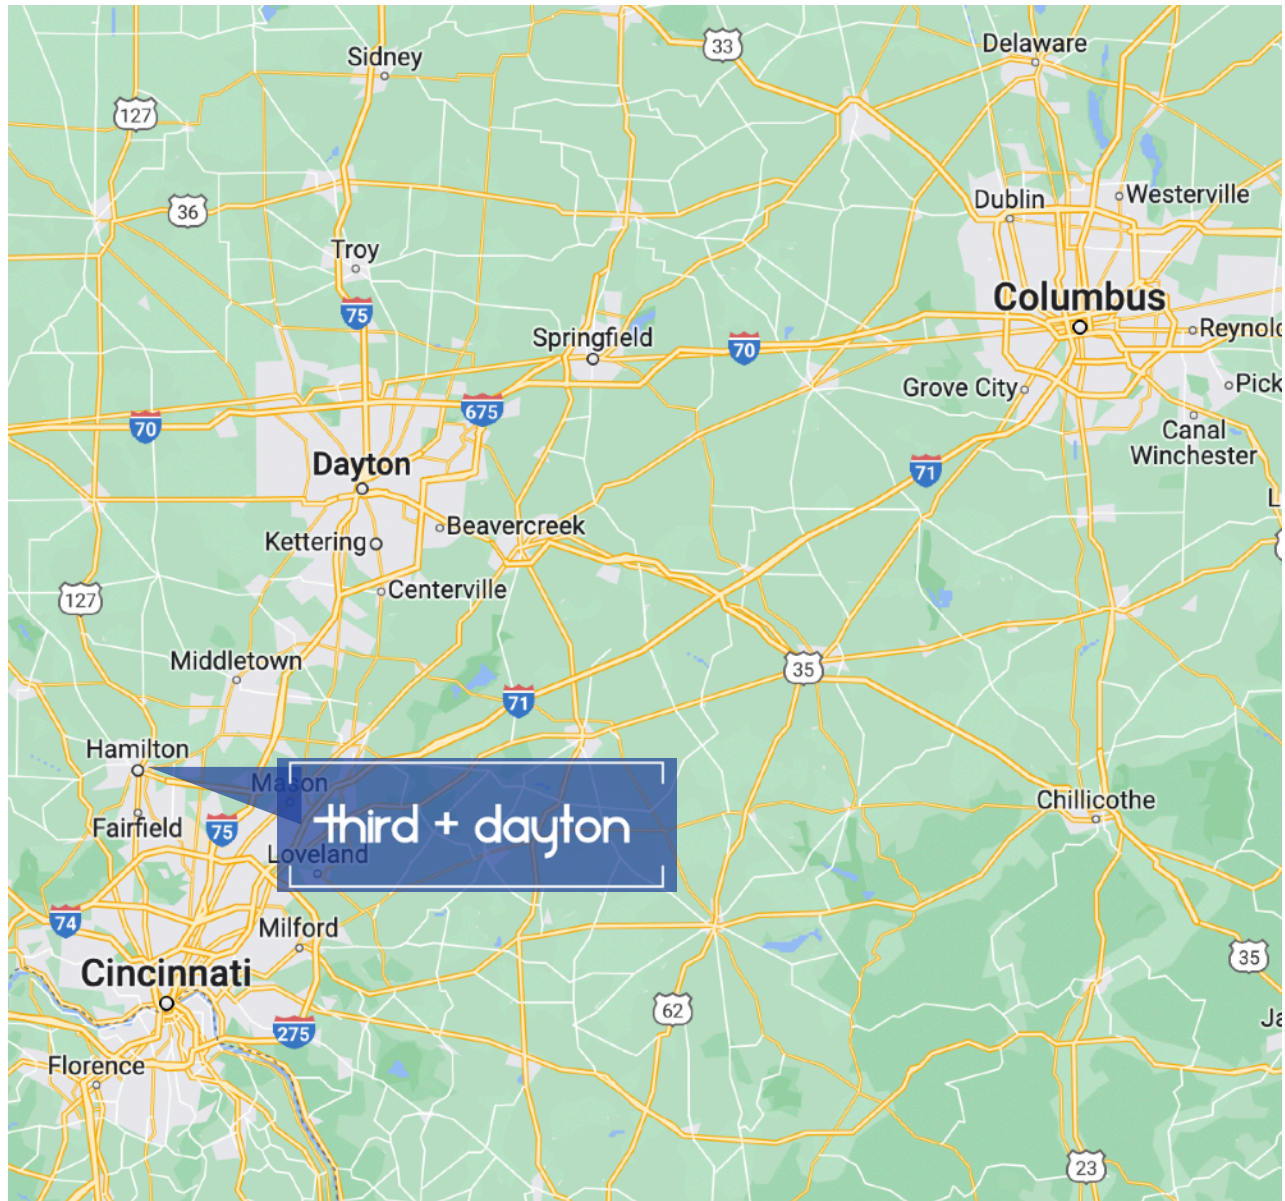 33
Delaware
Sidney
127
36
Dublin
Westerville
Troy
75
Columbus
Springfield
70
Reynold
Grove City
Pick
675
70
Canal
Winchester
Dayton
71
L
Beavercreek
Kettering
Centerville
127
Middletown
35
71
Hamilton
Mason
Chillicothe
Fairfield
75
third + dayton
Loveland
74
Milford
35
Cincinnati
62
Ja
275
Florence
23